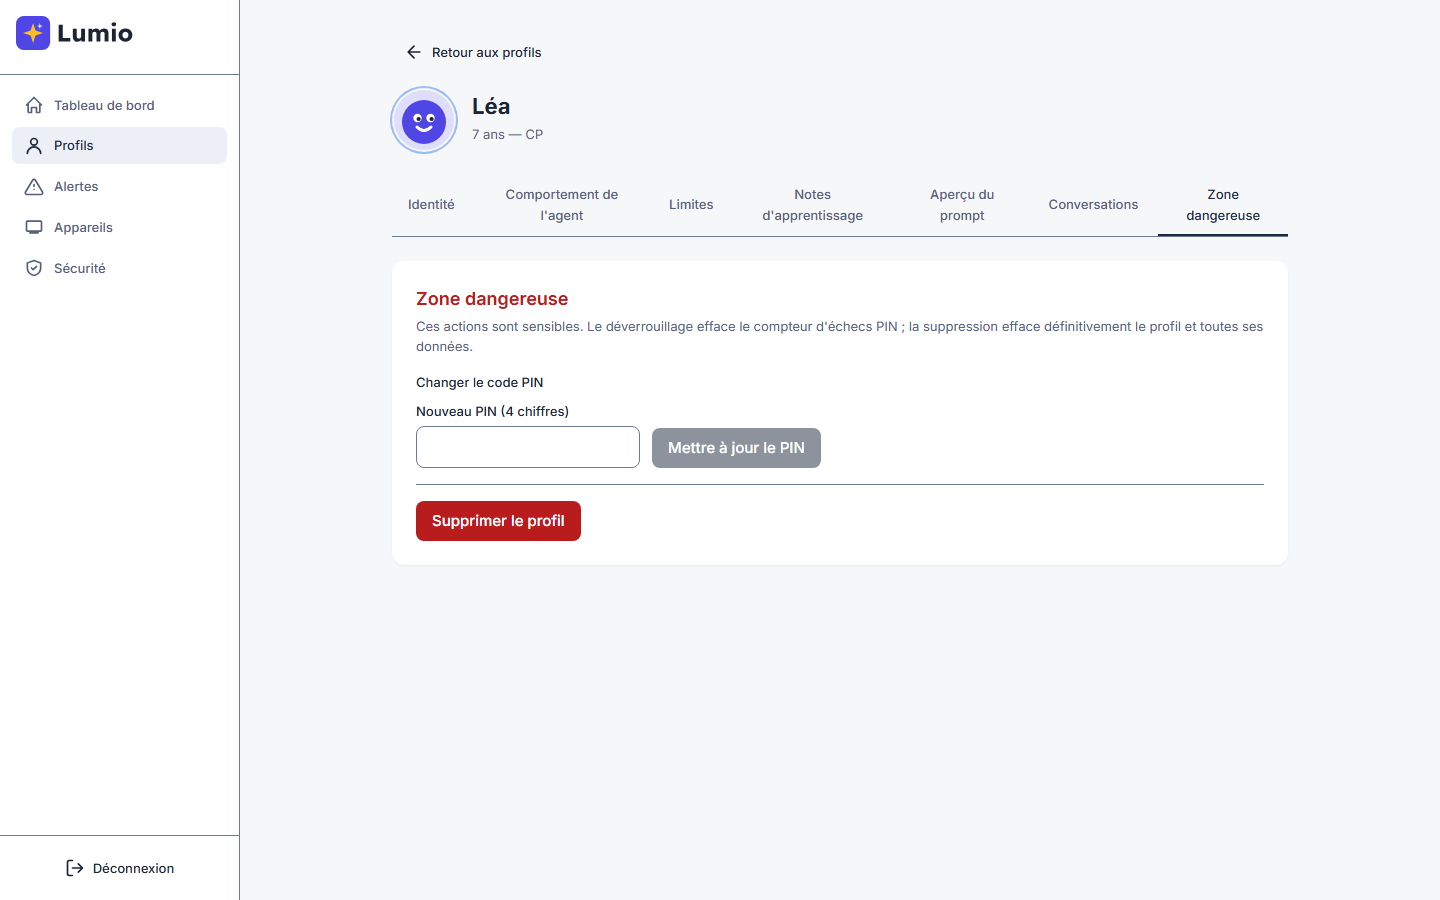 Lumio
Tableau de bord
Profils
Alertes
Appareils
Sécurité
Déconnexion
Retour aux profils
Léa
7 ans — CP
Identité
Comportement de
l'agent
Limites
Notes
d'apprentissage
Aperçu du
prompt
Conversations
Zone
dangereuse
Zone dangereuse
Ces actions sont sensibles. Le déverrouillage efface le compteur d'échecs PIN ; la suppression efface définitivement le profil et toutes ses
données.
Changer le code PIN
Nouveau PIN (4 chiffres)
Mettre à jour le PIN
Supprimer le profil